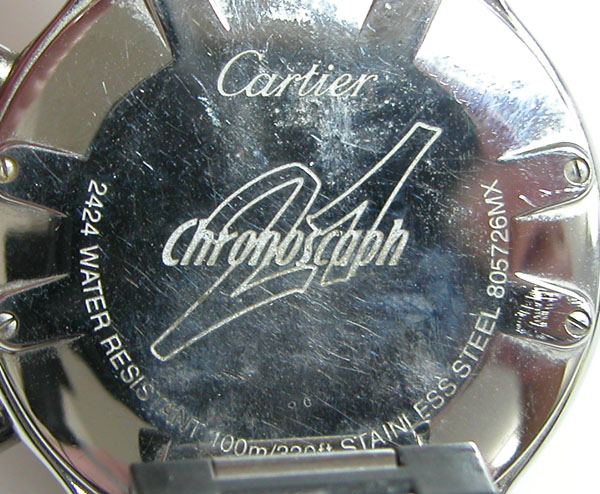 Cartier
21
Chronoscaph
2424 WATER RESISTANT 100m/330ft STAINLESS STEEL 805726MX